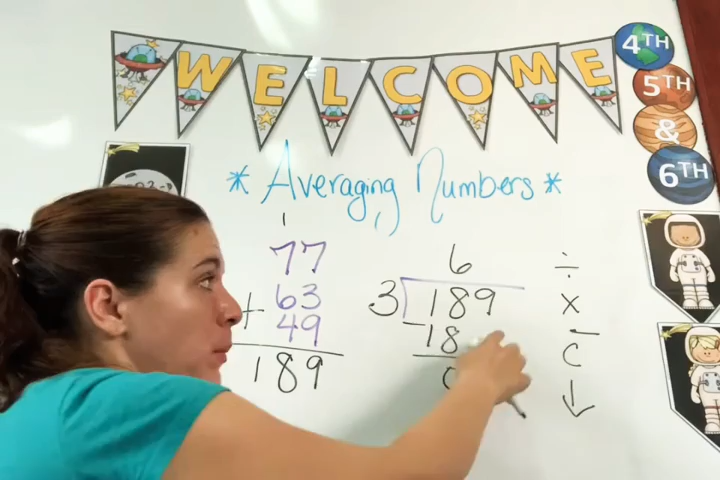 WELCOME
4TH
5TH
&
6TH
* Averaging Numbers *
1
77
63
+ 49
189
6
3 189
- 18
0
÷
x
-
C
↓